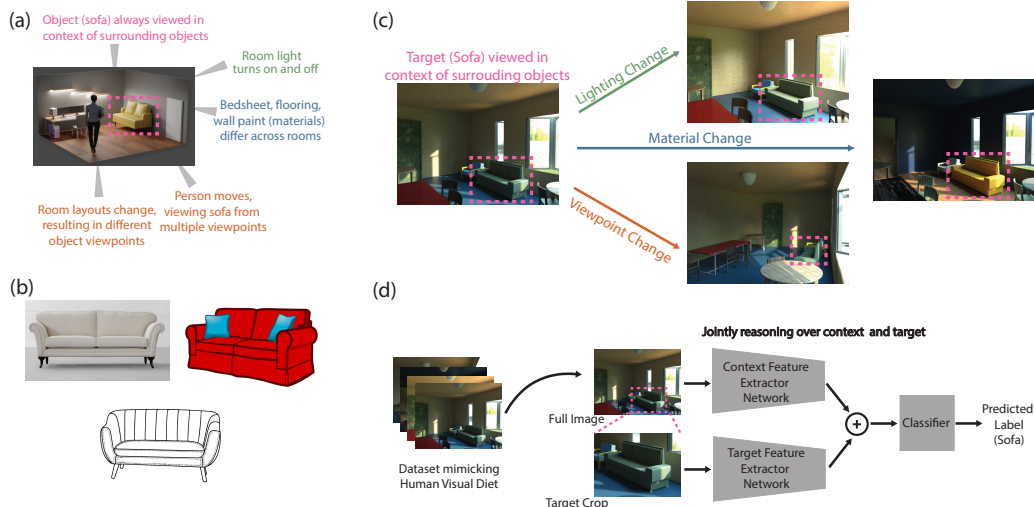 (a)
Object (sofa) always viewed in
context of surrounding objects
Room light
turns on and off
Bedsheet, flooring,
wall paint (materials)
differ across rooms
Person moves,
viewing sofa from
multiple viewpoints
Room layouts change,
resulting in different
object viewpoints
(b)
(c)
Target (Sofa) viewed in
context of surrouding objects
Lighting Change
Material Change
Viewpoint Change
(d)
Jointly reasoning over context and target
Dataset mimicking
Human Visual Diet
Full Image
Target Crop
Context Feature
Extractor
Network
Target Feature
Extractor
Network
+
Classifier
Predicted
Label
(Sofa)